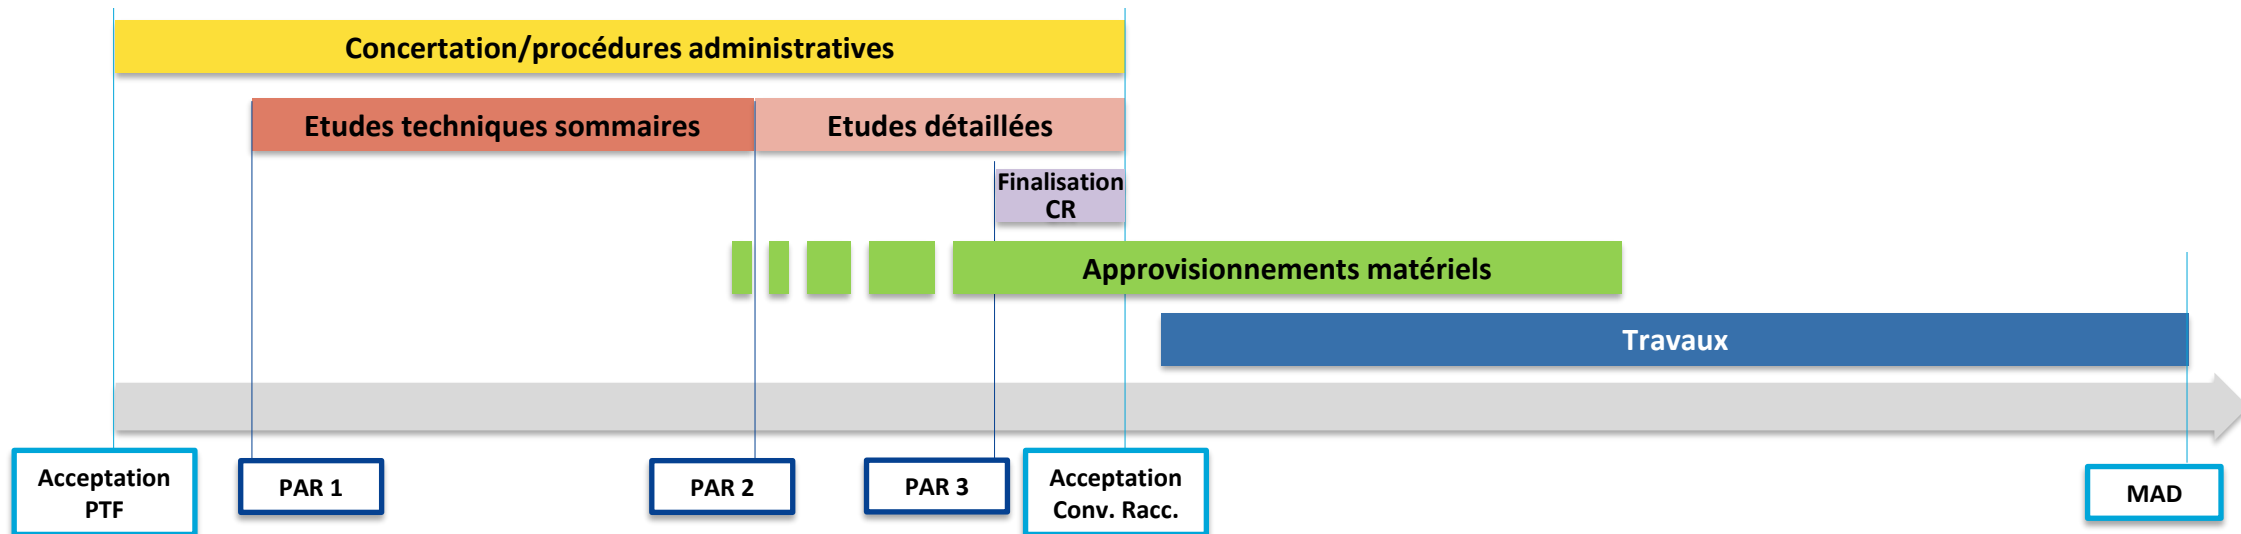 Concertation/procédures administratives
Etudes techniques sommaires
Etudes détaillées
Finalisation
CR
Approvisionnements matériels
Travaux
Acceptation
PTF
PAR 1
PAR 2
PAR 3
Acceptation
Conv. Racc.
MAD